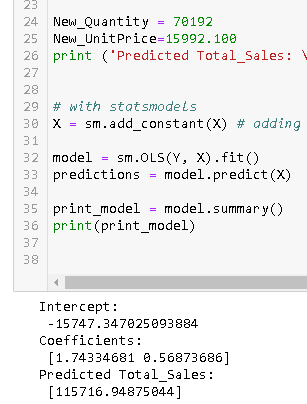 23
24 New_Quantity = 70192
25 New_UnitPrice=15992.100
26 print ('Predicted Total_Sales: \
27
28
29 # with statsmodels
30 X = sm.add_constant(X) # adding
31
32 model = sm.OLS(Y, X).fit()
33 predictions = model.predict(X)
34
35 print_model = model.summary()
36 print(print_model)
37
38
Intercept:
-15747.347025093884
Coefficients:
[1.74334681 0.56873686]
Predicted Total_Sales:
[115716.94875044]